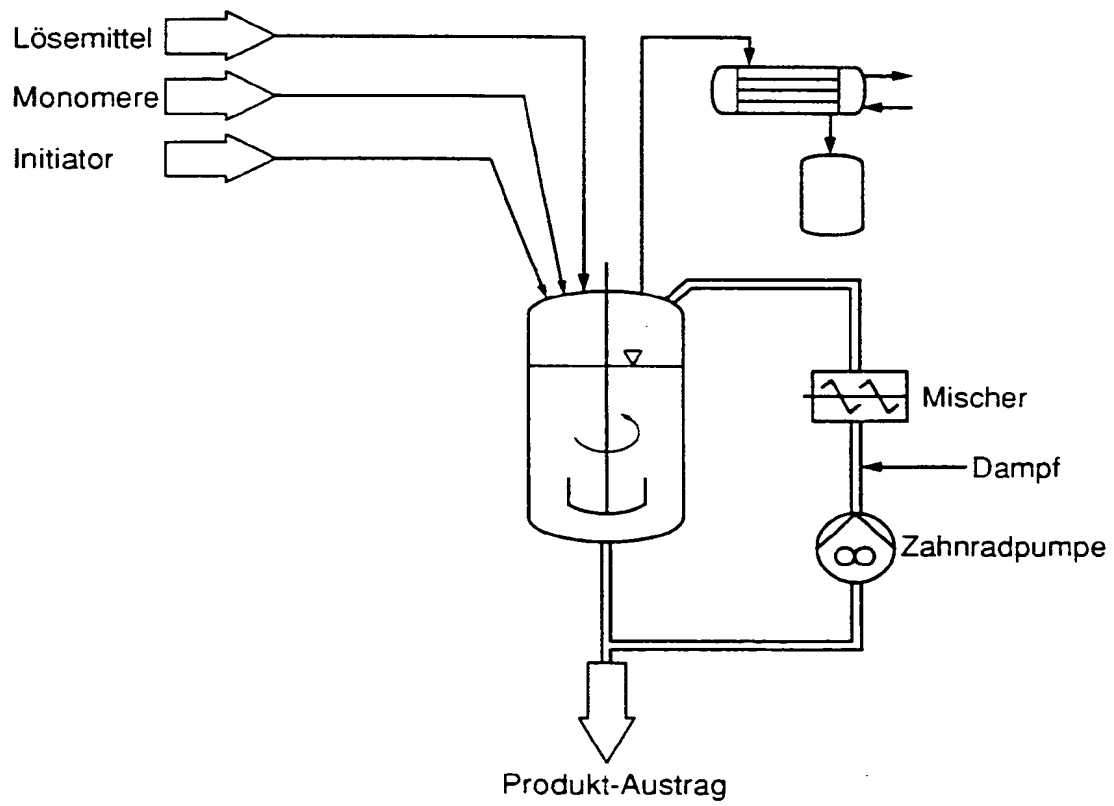 Lösemittel
Monomere
Initiator
Mischer
Dampf
Zahnradpumpe
Produkt-Austrag